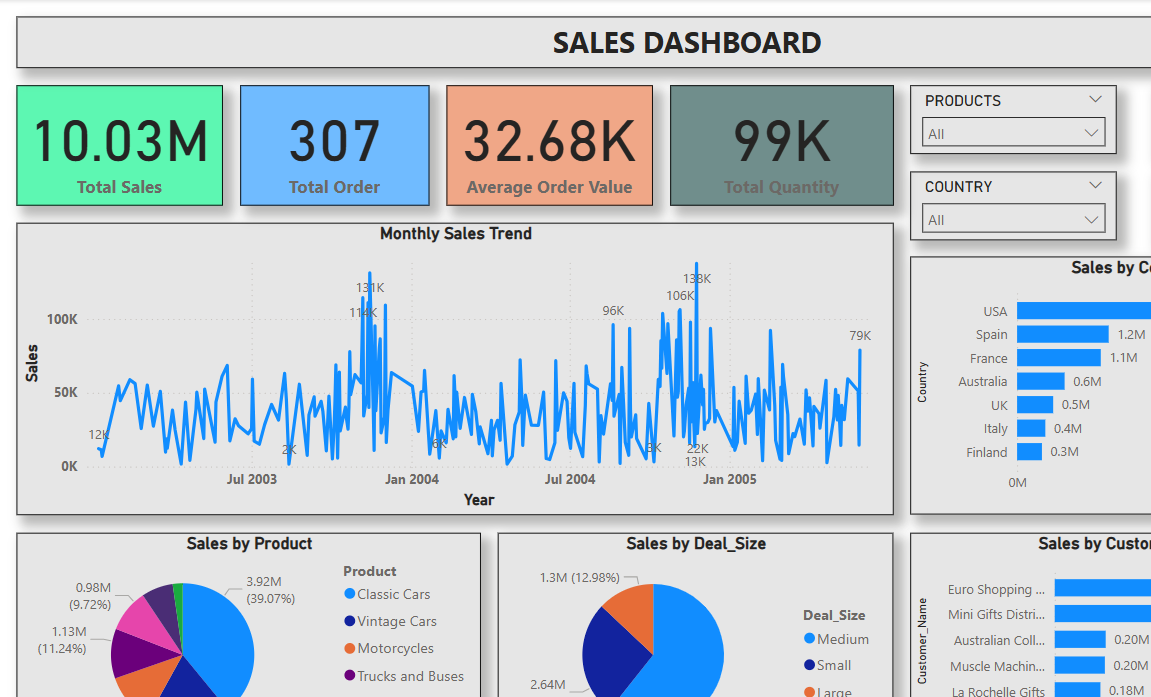 SALES DASHBOARD
10.03M
Total Sales
307
Total Order
32.68K
Average Order Value
99K
Total Quantity
PRODUCTS
All
COUNTRY
All
Monthly Sales Trend
Sales
100K
50K
0K
12K
2K
131K
114K
6K
96K
106K
138K
22K
13K
79K
Jul 2003
Jan 2004
Jul 2004
Jan 2005
Year
Sales by Co
Country
USA
Spain
1.2M
France
1.1M
Australia
0.6M
UK
0.5M
Italy
0.4M
Finland
0.3M
0M
Sales by Product
3.92M
(39.07%)
0.98M
(9.72%)
1.13M
(11.24%)
Product
Classic Cars
Vintage Cars
Motorcycles
Trucks and Buses
Sales by Deal_Size
1.3M (12.98%)
2.64M
Deal_Size
Medium
Small
Large
Sales by Custo
Customer_Name
Euro Shopping ...
Mini Gifts Distri...
Australian Coll...
0.20M
Muscle Machin...
0.20M
La Rochelle Gifts
0.18M